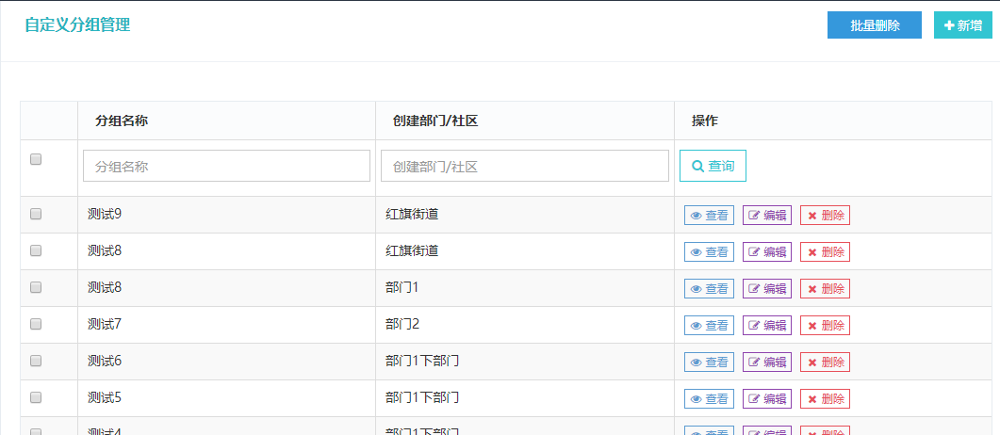 自定义分组管理
批量删除 新增
分组名称 创建部门/社区 操作
分组名称 创建部门/社区 查询
测试9 红旗街道 查看 编辑 删除
测试8 红旗街道 查看 编辑 删除
测试8 部门1 查看 编辑 删除
测试7 部门2 查看 编辑 删除
测试6 部门1下部门 查看 编辑 删除
测试5 部门1下部门 查看 编辑 删除
测试4 部门1下部门 查看 编辑 删除